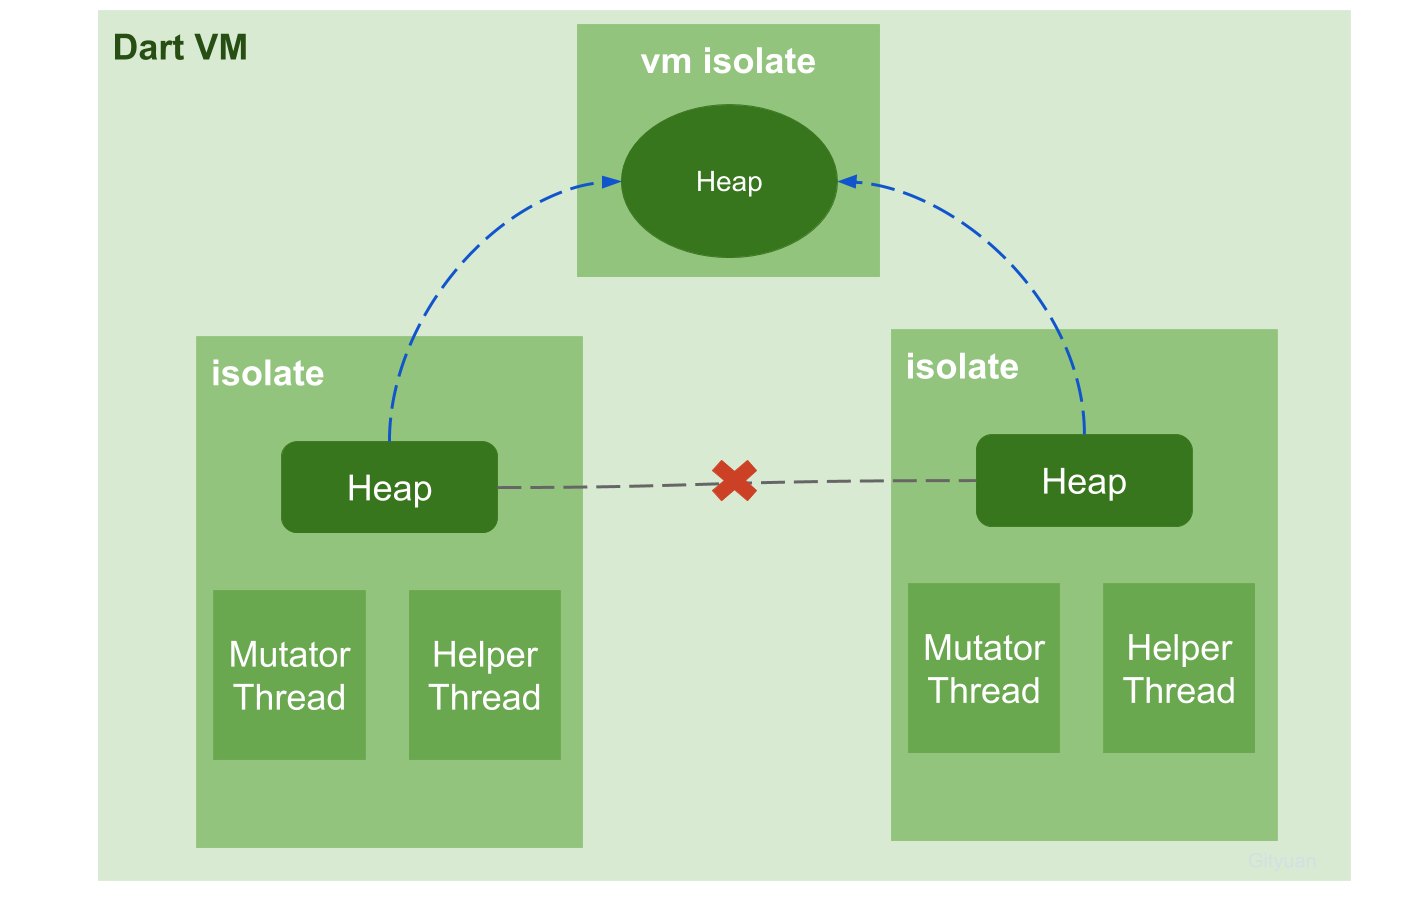 Dart VM
vm isolate
Heap
isolate
Heap
Mutator
Thread
Helper
Thread
isolate
Heap
Mutator
Thread
Helper
Thread
Gityuan